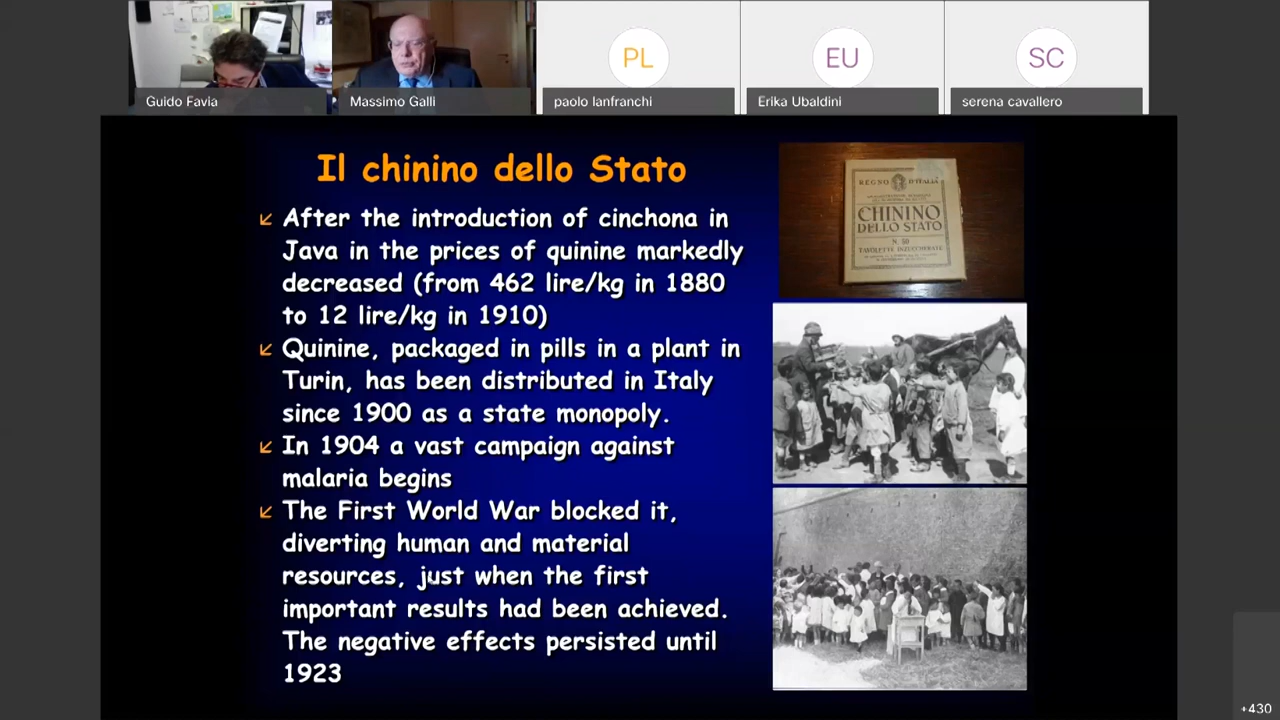 Guido Favia
Massimo Galli
PL
paolo lanfranchi
EU
Erika Ubaldini
SC
serena cavallero
Il chinino dello Stato
After the introduction of cinchona in
Java in the prices of quinine markedly
decreased (from 462 lire/kg in 1880
to 12 lire/kg in 1910)
Quinine, packaged in pills in a plant in
Turin, has been distributed in Italy
since 1900 as a state monopoly.
In 1904 a vast campaign against
malaria begins
The First World War blocked it,
diverting human and material
resources, just when the first
important results had been achieved.
The negative effects persisted until
1923
REGNO D'ITALIA
CHININO
DELLO STATO
N. 50
TAVOLETTE INZUCCHERATE
+430